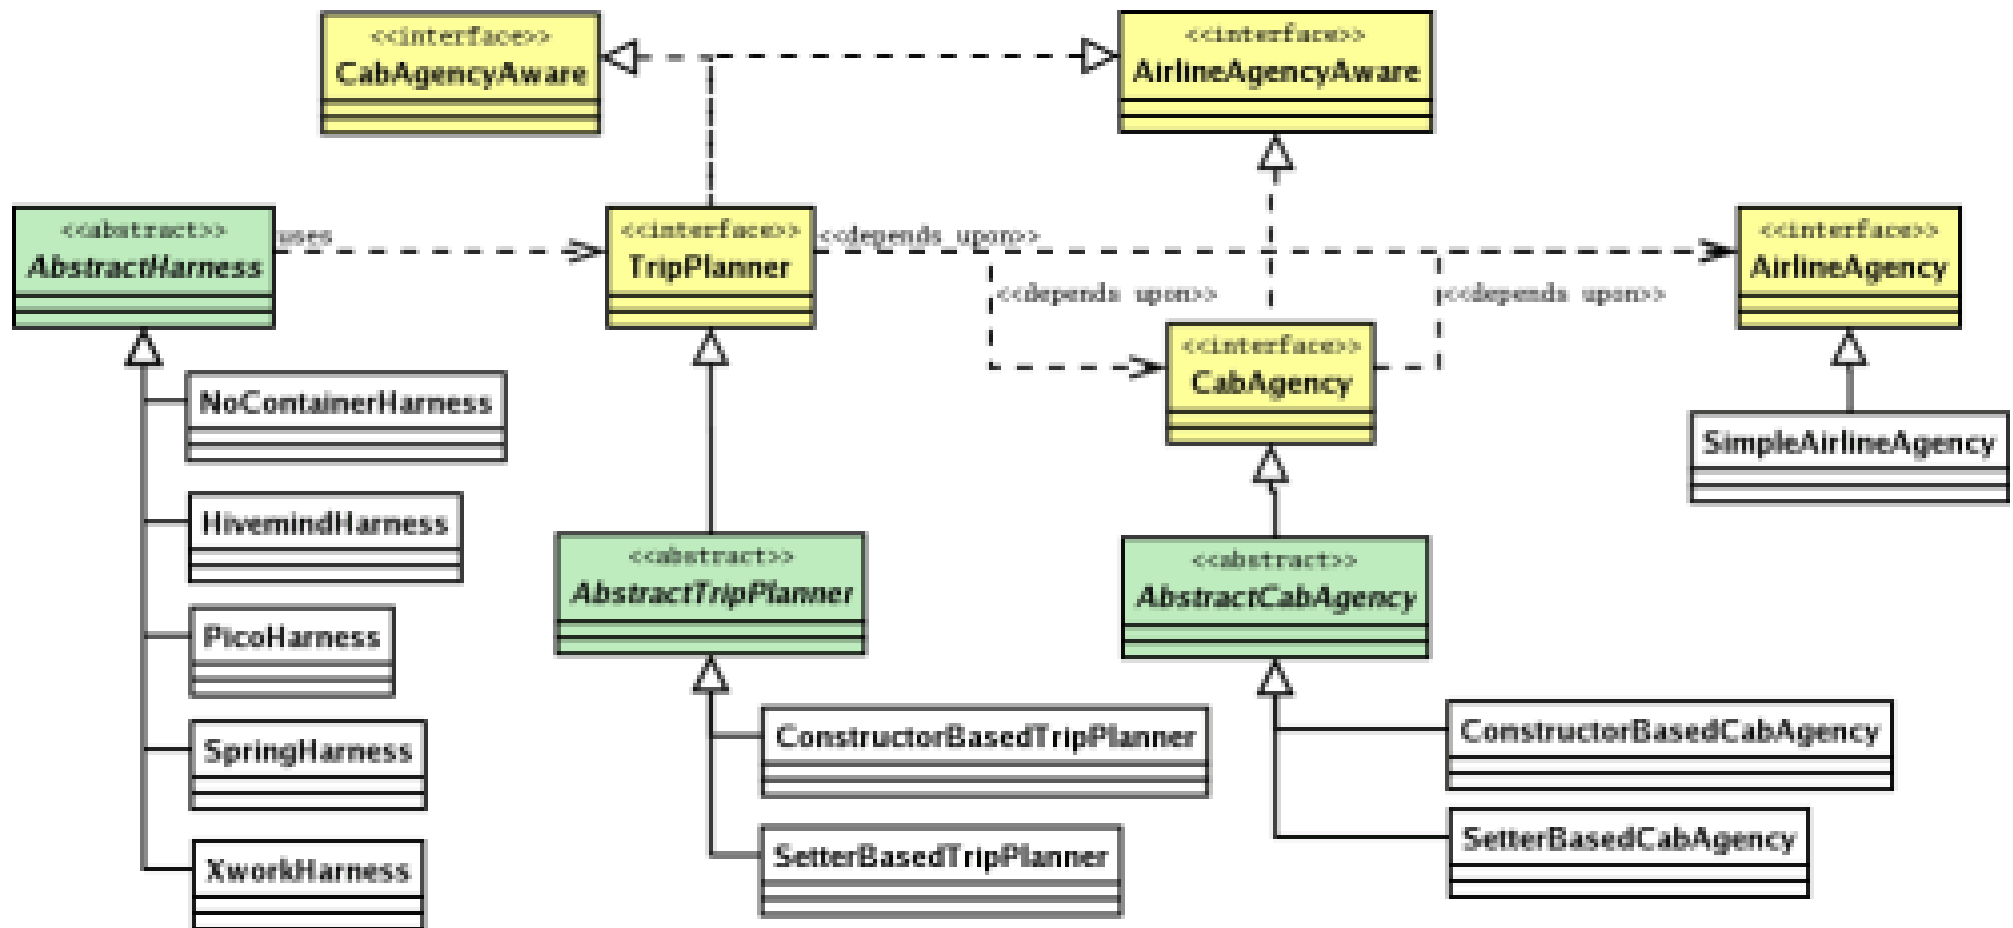 <<interface>>
CabAgencyAware
<<interface>>
AirlineAgencyAware
<<abstract>>
AbstractHarness
uses
<<interface>>
TripPlanner
<<depends upon>>
<<interface>>
AirlineAgency
<<depends upon>>
<<depends upon>>
<<interface>>
CabAgency
NoContainerHarness
SimpleAirlineAgency
HivemindHarness
<<abstract>>
AbstractTripPlanner
<<abstract>>
AbstractCabAgency
PicoHarness
SpringHarness
ConstructorBasedTripPlanner
ConstructorBasedCabAgency
XworkHarness
SetterBasedTripPlanner
SetterBasedCabAgency